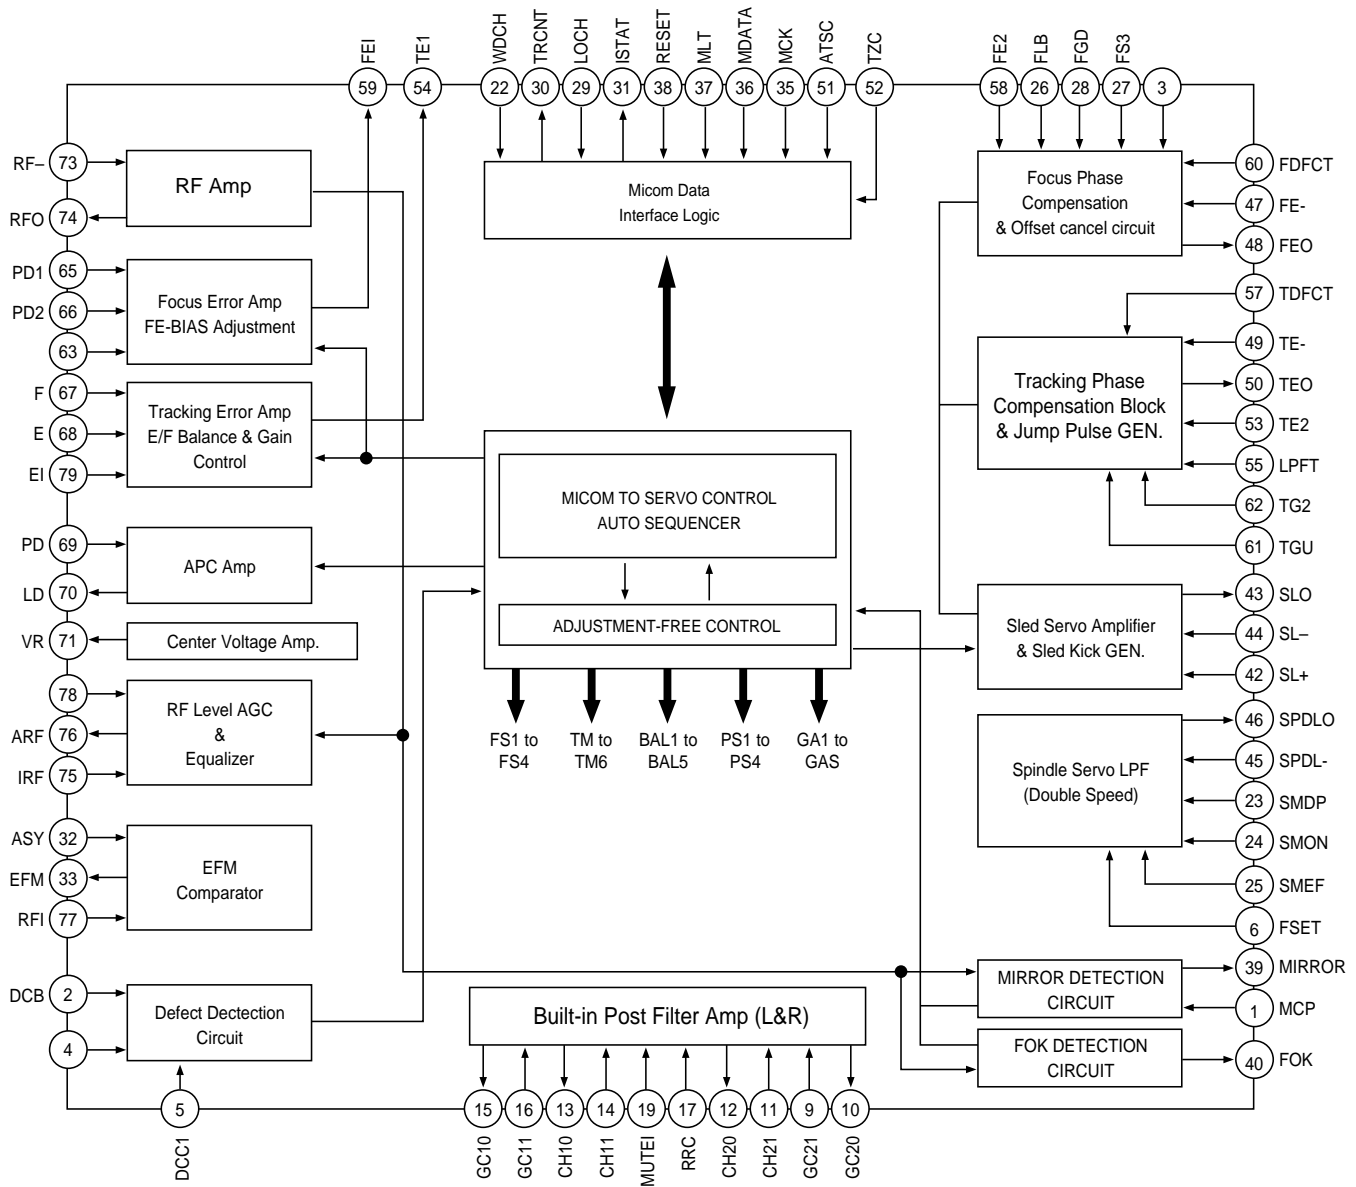 FEI
TE1
WDCH
TRCNT
LOCH
ISTAT
RESET
MLT
MDATA
MCK
ATSC
TZC
FE2
FLB
FGD
FS3
59
54
22
30
29
31
38
37
36
35
51
52
58
26
28
27
3
RF–
73
RFO
74
RF Amp
PD1
65
PD2
66
63
Focus Error Amp
FE-BIAS Adjustment
F
67
E
68
EI
79
Tracking Error Amp
E/F Balance & Gain
Control
PD
69
LD
70
APC Amp
VR
71
Center Voltage Amp.
78
ARF
76
IRF
75
RF Level AGC
&
Equalizer
ASY
32
EFM
33
RFI
77
EFM
Comparator
DCB
2
4
Defect Dectection
Circuit
5
DCC1
Micom Data
Interface Logic
MICOM TO SERVO CONTROL
AUTO SEQUENCER
ADJUSTMENT-FREE CONTROL
FS1 to
FS4
TM to
TM6
BAL1 to
BAL5
PS1 to
PS4
GA1 to
GAS
Built-in Post Filter Amp (L&R)
15
16
13
14
19
17
12
11
9
10
GC10
GC11
CH10
CH11
MUTEI
RRC
CH20
CH21
GC21
GC20
Focus Phase
Compensation
& Offset cancel circuit
60
FDFCT
47
FE-
48
FEO
57
TDFCT
Tracking Phase
Compensation Block
& Jump Pulse GEN.
49
TE-
50
TEO
53
TE2
55
LPFT
62
TG2
61
TGU
Sled Servo Amplifier
& Sled Kick GEN.
43
SLO
44
SL–
42
SL+
Spindle Servo LPF
(Double Speed)
46
SPDLO
45
SPDL-
23
SMDP
24
SMON
25
SMEF
6
FSET
MIRROR DETECTION
CIRCUIT
39
MIRROR
1
MCP
FOK DETECTION
CIRCUIT
40
FOK